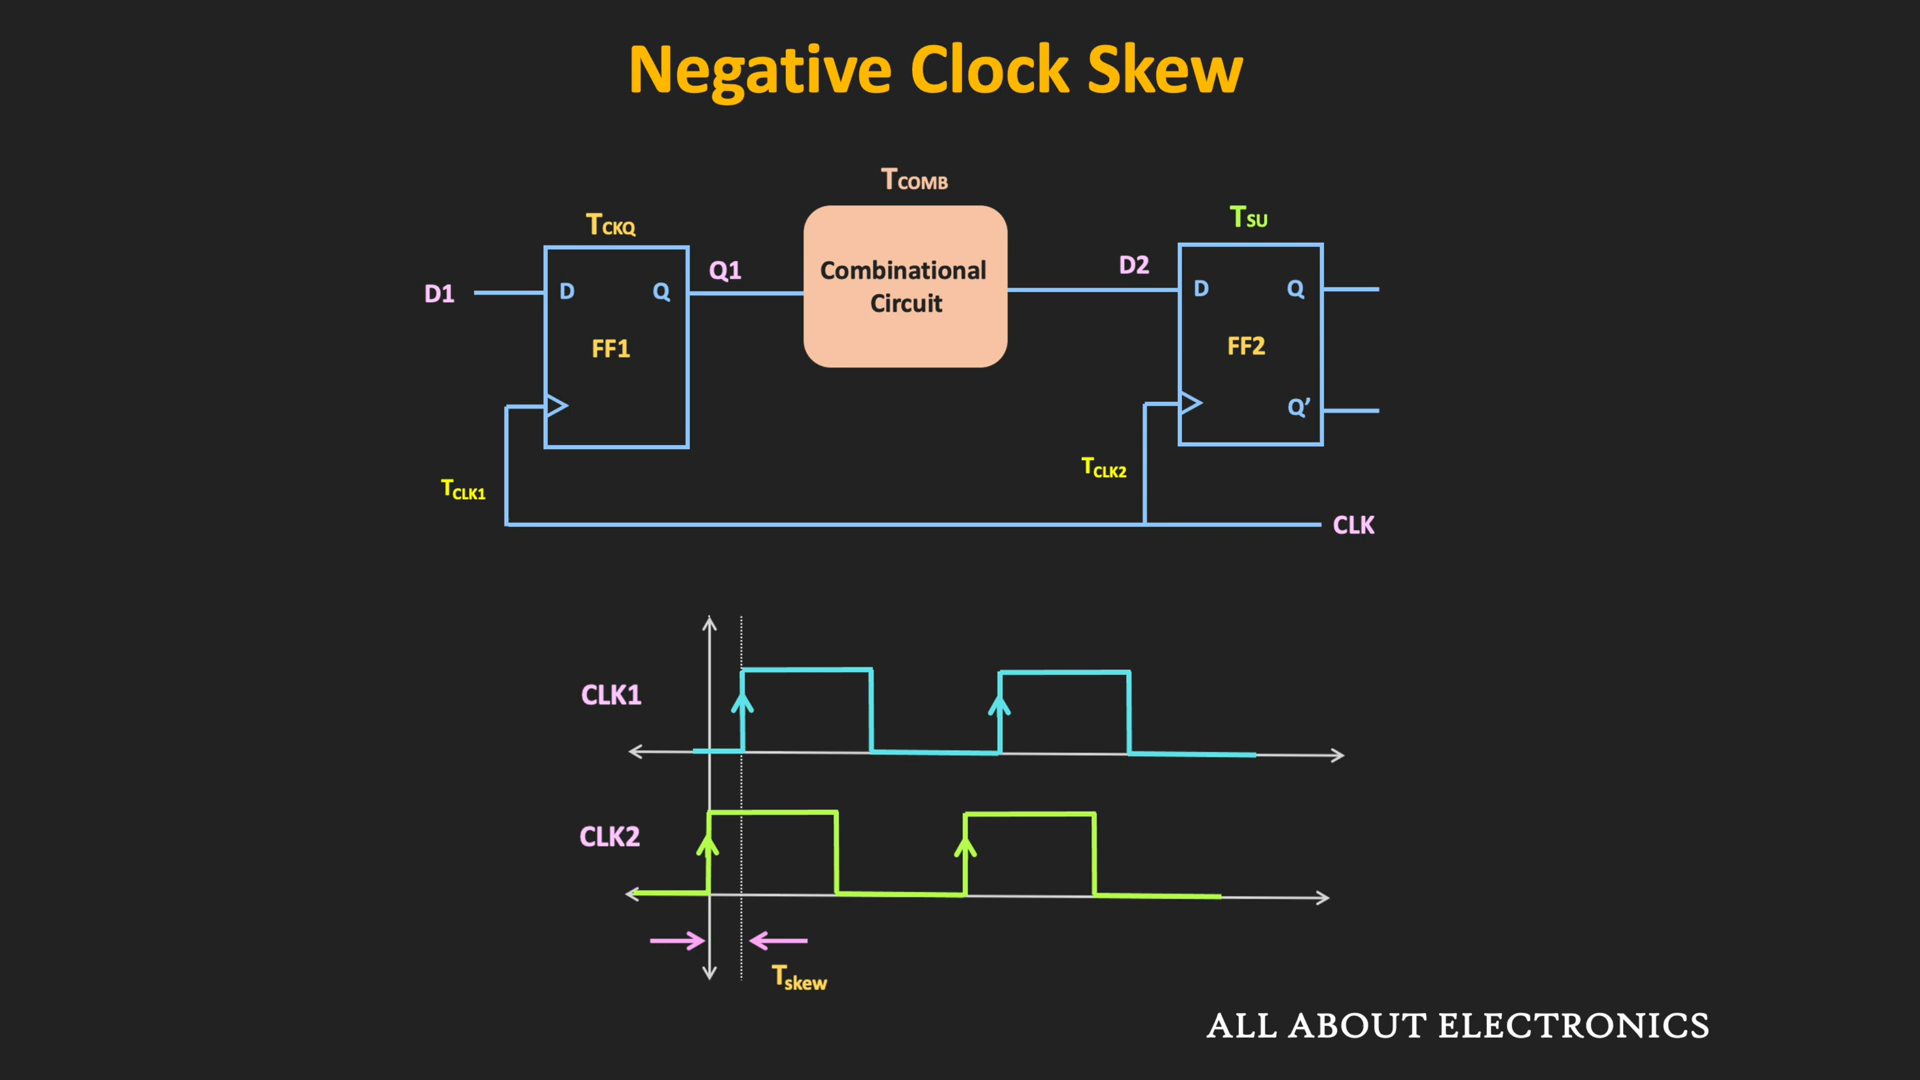 Negative Clock Skew
TCOMB
TCKQ
TSU
Combinational
Circuit
D1
D
Q
Q1
D2
D
Q
FF1
FF2
Q’
TCLK1
TCLK2
CLK
CLK1
CLK2
Tskew
ALL ABOUT ELECTRONICS